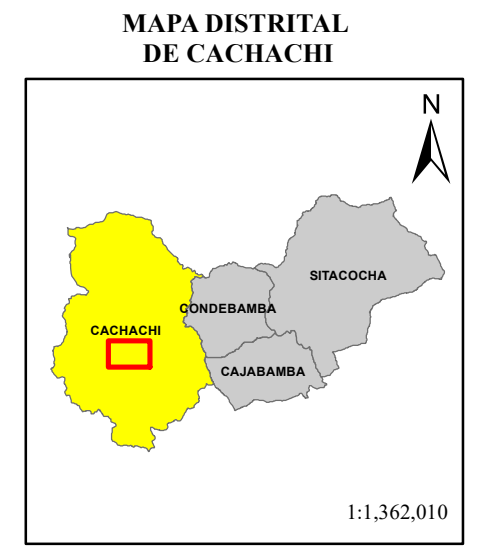 MAPA DISTRITAL
DE CACHACHI
N
SITACOCHA
CONDEBAMBA
CACHACHI
CAJABAMBA
1:1,362,010